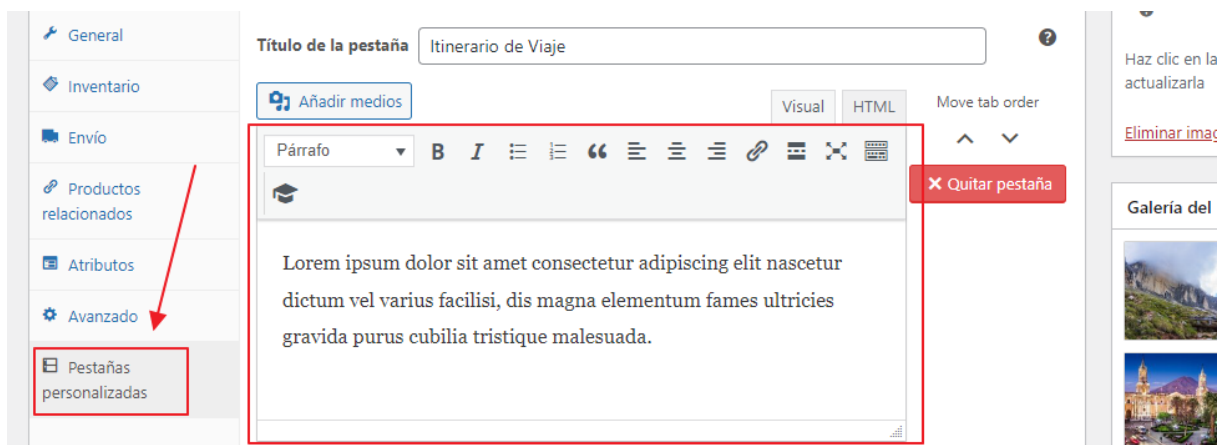 General
Inventario
Envío
Productos
relacionados
Atributos
Avanzado
Pestañas
personalizadas
Título de la pestaña Itinerario de Viaje
Añadir medios
Visual HTML
Párrafo
B I
Lorem ipsum dolor sit amet consectetur adipiscing elit nascetur
dictum vel varius facilisi, dis magna elementum fames ultricies
gravida purus cubilia tristique malesuada.
Move tab order
Quitar pestaña
Haz clic en la
actualizarla
Eliminar imag
Galería del